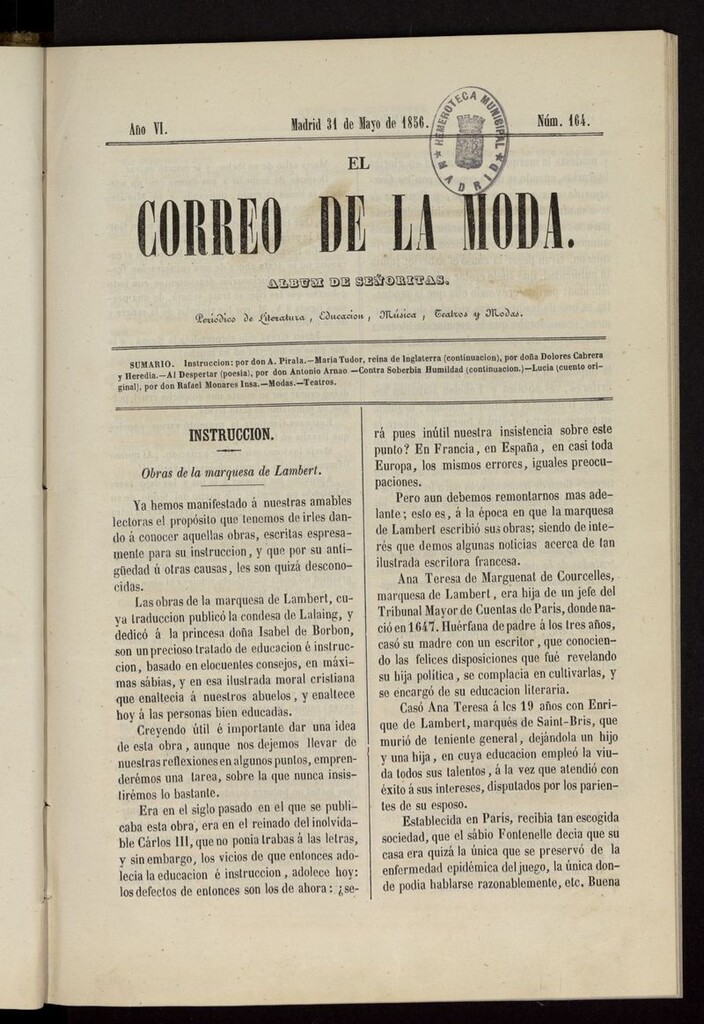 Año VI.
Madrid 31 de Mayo de 1856.
Núm. 164.
HEMEROTECA MUNICIPAL
★ MADRID ★
EL
CORREO DE LA MODA.
ALBUM DE SEÑORITAS.
Periódico de Literatura, Educacion, Música, Teatros y Modas.
SUMARIO. Instruccion: por don A. Pirala.—Maria Tudor, reina de Inglaterra (continuacion), por doña Dolores Cabrera
y Heredia.—Al Despertar (poesia), por don Antonio Arnao —Contra Soberbia Humildad (continuacion.)—Lucia (cuento ori-
ginal), por don Rafael Monares Insa.—Modas.—Teatros.
INSTRUCCION.
Obras de la marquesa de Lambert.
Ya hemos manifestado á nuestras amables
lectoras el propósito que tenemos de irles dan-
do á conocer aquellas obras, escritas espresa-
mente para su instruccion, y que por su anti-
güedad ú otras causas, les son quizá descono-
cidas.
Las obras de la marquesa de Lambert, cu-
ya traduccion publicó la condesa de Lalaing, y
dedicó á la princesa doña Isabel de Borbon,
son un precioso tratado de educacion é instruc-
cion, basado en elocuentes consejos, en máxi-
mas sábias, y en esa ilustrada moral cristiana
que enaltecia á nuestros abuelos, y enaltece
hoy á las personas bien educadas.
Creyendo útil é importante dar una idea
de esta obra, aunque nos dejemos llevar de
nuestras reflexiones en algunos puntos, empren-
derémos una tarea, sobre la que nunca insis-
tirémos lo bastante.
Era en el siglo pasado en el que se publi-
caba esta obra, era en el reinado del inolvida-
ble Cárlos III, que no ponia trabas á las letras,
y sin embargo, los vicios de que entonces ado-
lecia la educacion é instruccion, adolece hoy:
los defectos de entonces son los de ahora: ¿se-
rá pues inútil nuestra insistencia sobre este
punto? En Francia, en España, en casi toda
Europa, los mismos errores, iguales preocu-
paciones.
Pero aun debemos remontarnos mas ade-
lante; esto es, á la época en que la marquesa
de Lambert escribió sus obras; siendo de inte-
rés que demos algunas noticias acerca de tan
ilustrada escritora francesa.
Ana Teresa de Marguenat de Courcelles,
marquesa de Lambert, era hija de un jefe del
Tribunal Mayor de Cuentas de Paris, donde na-
ció en 1647. Huérfana de padre á los tres años,
casó su madre con un escritor, que conocien-
do las felices disposiciones que fué revelando
su hija política, se complacia en cultivarlas, y
se encargó de su educacion literaria.
Casó Ana Teresa á los 19 años con Enri-
que de Lambert, marqués de Saint-Bris, que
murió de teniente general, dejándola un hijo
y una hija, en cuya educacion empleó la viu-
da todos sus talentos, á la vez que atendió con
éxito á sus intereses, disputados por los parien-
tes de su esposo.
Establecida en París, recibia tan escogida
sociedad, que el sábio Fontenelle decia que su
casa era quizá la única que se preservó de la
enfermedad epidémica del juego, la única don-
de podia hablarse razonablemente, etc. Buena